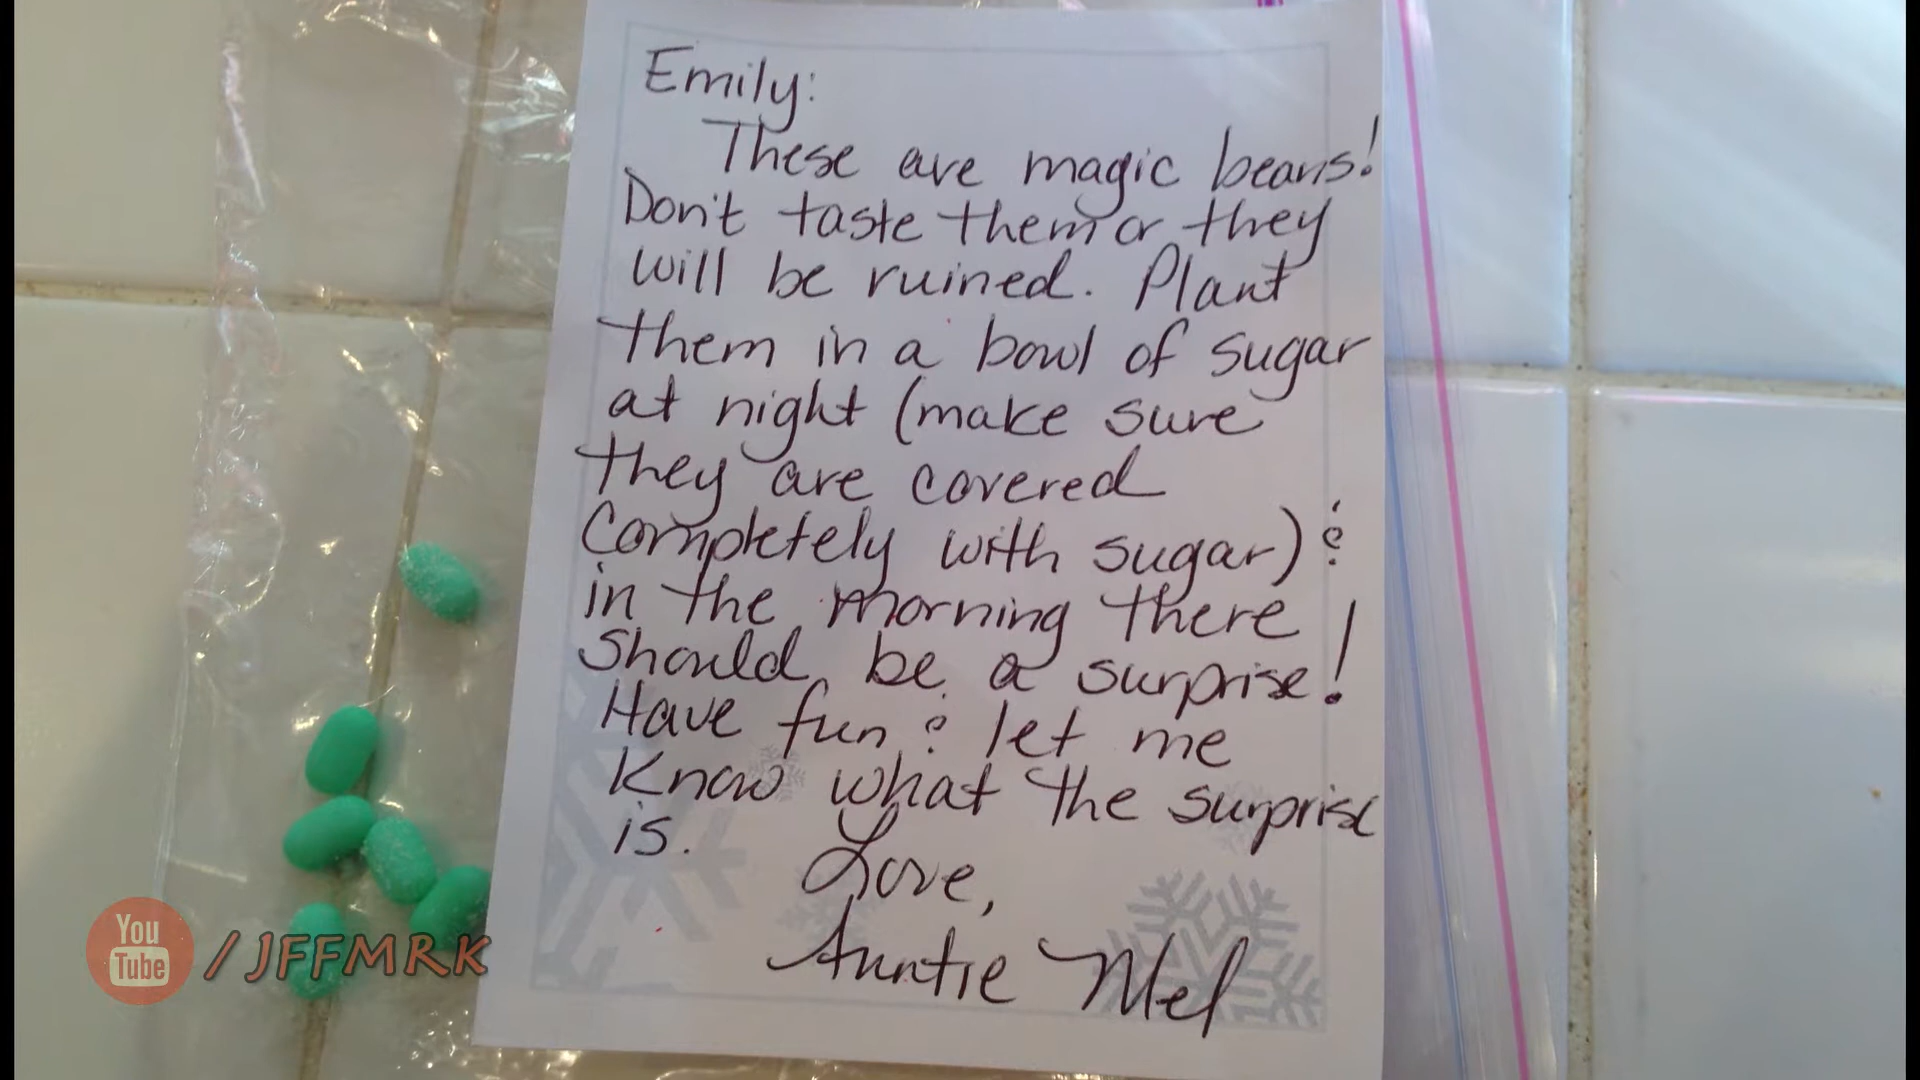 Emily:
These are magic beans!
Don't taste them or they
will be ruined. Plant
them in a bowl of sugar
at night (make sure
they are covered
completely with sugar) &
in the morning there
should be a surprise!
Have fun & let me
know what the surprise
is.
Love,
Auntie Mel
You
Tube
/JFFMRK